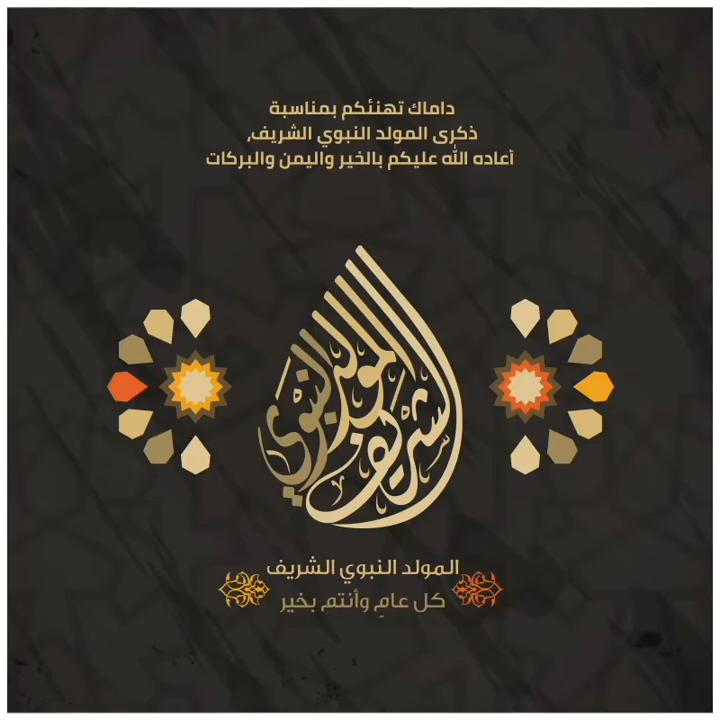 داماك تهنئكم بمناسبة
ذكرى المولد النبوي الشريف،
أعاده الله عليكم بالخير واليمن والبركات
المولد النبوي الشريف
المولد النبوي الشريف
كل عامٍ وأنتم بخير